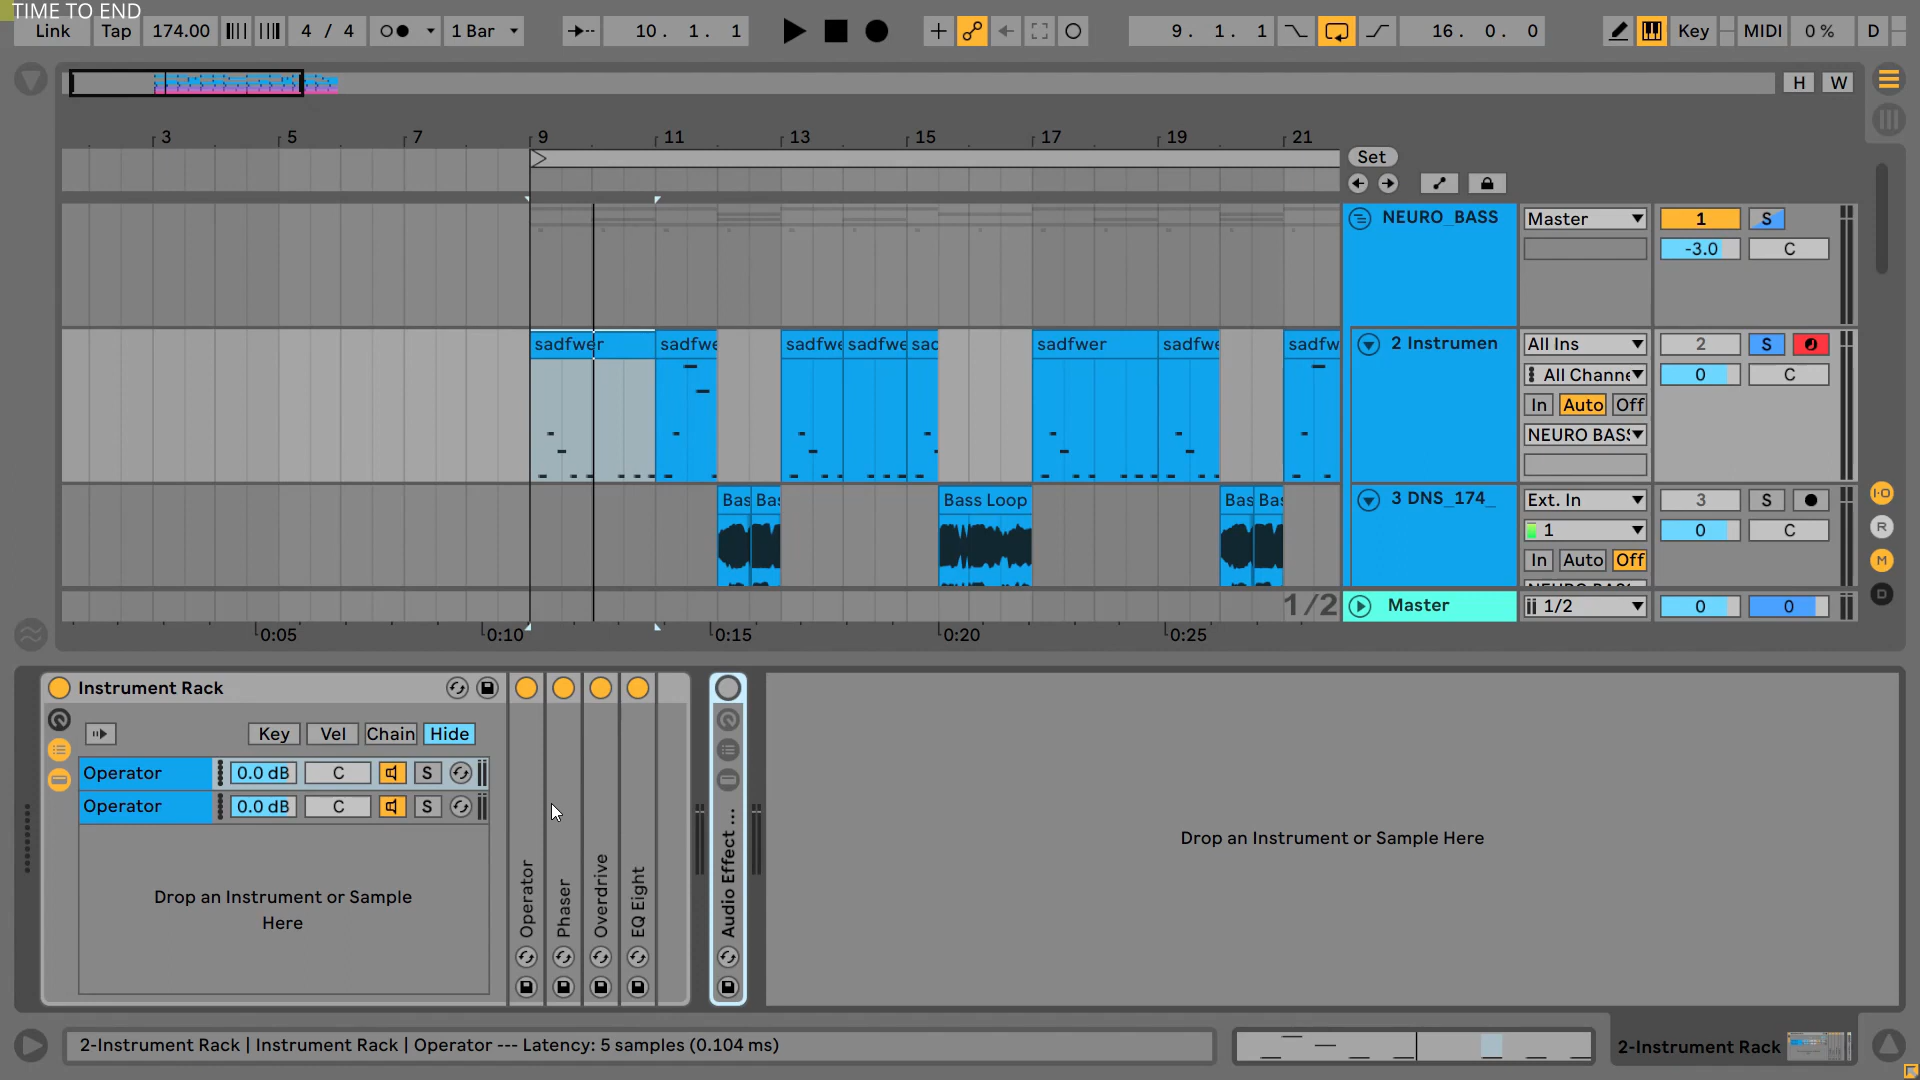 TIME TO END
Link Tap 174.00 4 / 4 1 Bar 10. 1. 1 9. 1. 1 16. 0. 0 Key MIDI 0 % D
H W
3 5 7 9 11 13 15 17 19 21
Set
NEURO_BASS Master 1 S
-3.0 C
sadfwer sadfwe sadfwe sadfwe sad sadfwer sadfwe sadfw 2 Instrumen All Ins 2 S
All Channe 0 C
In Auto Off
NEURO BAS
Bas Bas Bass Loop Bas Bas 3 DNS_174_ Ext. In 3 S
1 0 C
In Auto Off
1/2 Master 1/2 0 0
0:05 0:10 0:15 0:20 0:25
I·O
R
M
D
Instrument Rack
Key Vel Chain Hide
Operator 0.0 dB C S
Operator 0.0 dB C S
Drop an Instrument or Sample
Here
Operator
Phaser
Overdrive
EQ Eight
Audio Effect ...
Drop an Instrument or Sample Here
2-Instrument Rack | Instrument Rack | Operator --- Latency: 5 samples (0.104 ms)
2-Instrument Rack